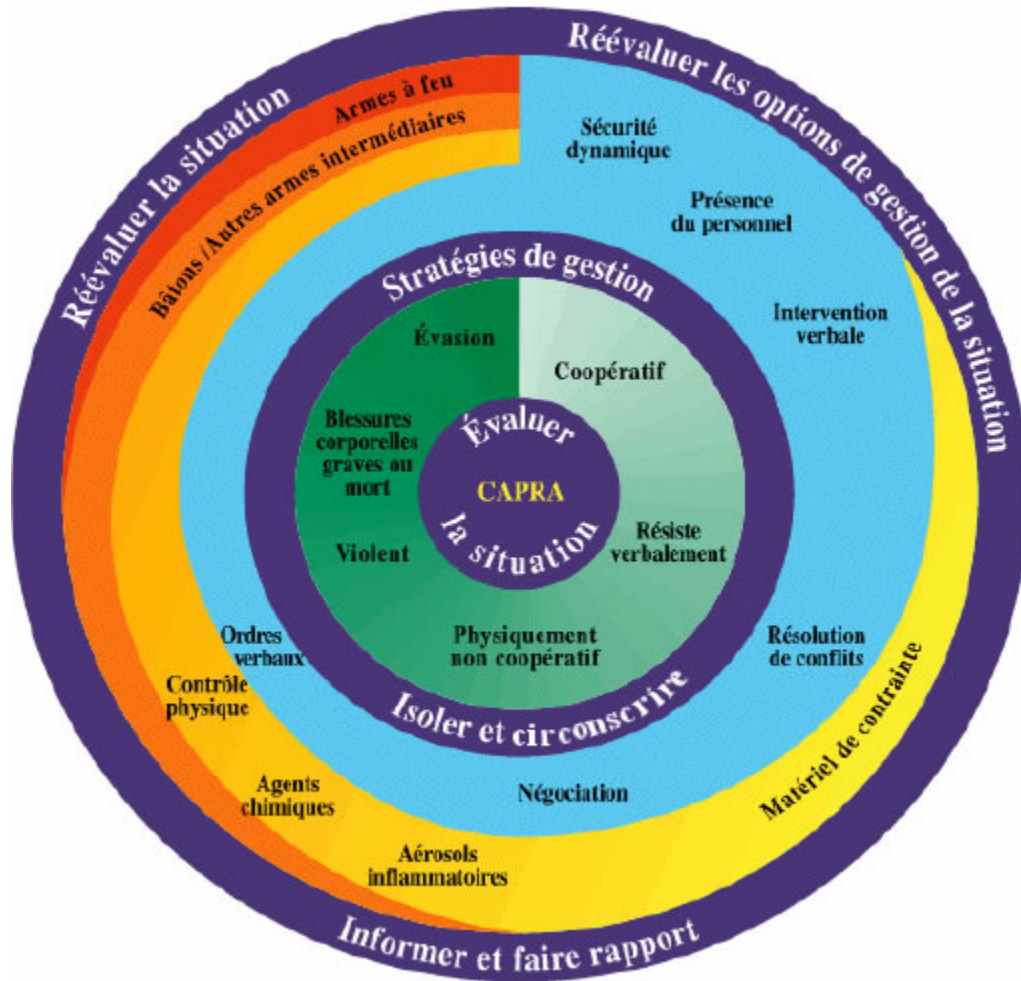 Réévaluer la situation
Réévaluer les options de gestion de la situation
Armes à feu
Bâtons /Autres armes intermédiaires
Sécurité
dynamique
Présence
du personnel
Intervention
verbale
Résolution
de conflits
Matériel de contrainte
Négociation
Aérosols
inflammatoires
Agents
chimiques
Contrôle
physique
Ordres
verbaux
Stratégies de gestion
Isoler et circonscrire
Coopératif
Résiste
verbalement
Physiquement
non coopératif
Violent
Blessures
corporelles
graves ou
mort
Évasion
Évaluer
CAPRA
la situation
Informer et faire rapport